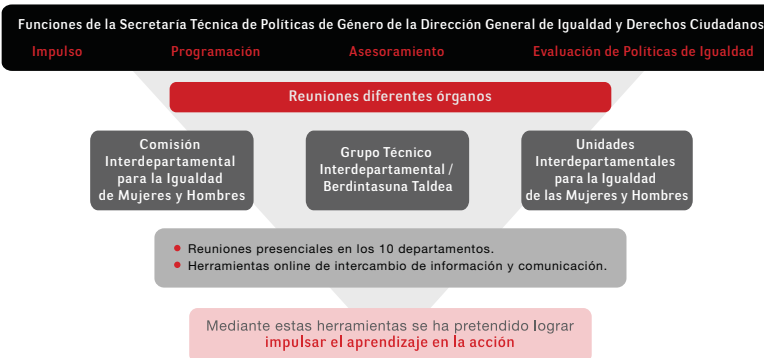 Funciones de la Secretaría Técnica de Políticas de Género de la Dirección General de Igualdad y Derechos Ciudadanos
Impulso Programación Asesoramiento Evaluación de Políticas de Igualdad
Reuniones diferentes órganos
Comisión
Interdepartamental
para la Igualdad
de Mujeres y Hombres
Grupo Técnico
Interdepartamental /
Berdintasuna Taldea
Unidades
Interdepartamentales
para la Igualdad
de las Mujeres y Hombres
• Reuniones presenciales en los 10 departamentos.
• Herramientas online de intercambio de información y comunicación.
Mediante estas herramientas se ha pretendido lograr
impulsar el aprendizaje en la acción